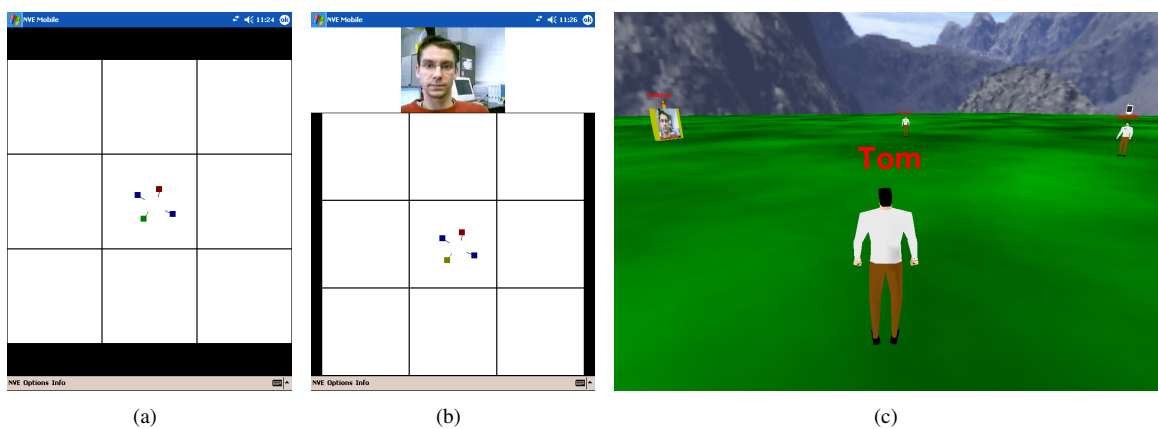 NVE Mobile 11:24 ok
NVE Options Info
(a)
NVE Mobile 11:26 ok
NVE Options Info
(b)
Tom
(c)